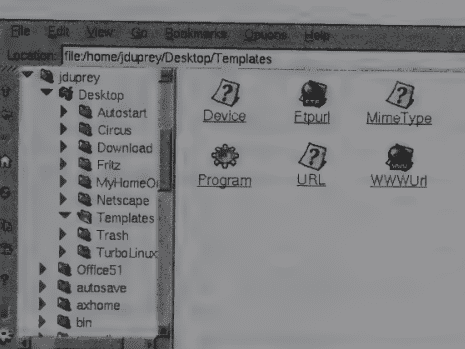 File Edit View Go Bookmarks Options Help
Location: file:/home/jduprey/Desktop/Templates
jduprey
Desktop
Autostart
Circus
Download
Fritz
Netscape
Templates
Trash
TurboLinux
Office51
autosave
axhome
bin
Device Ftpurl MimeType
Program URL WWWUrl